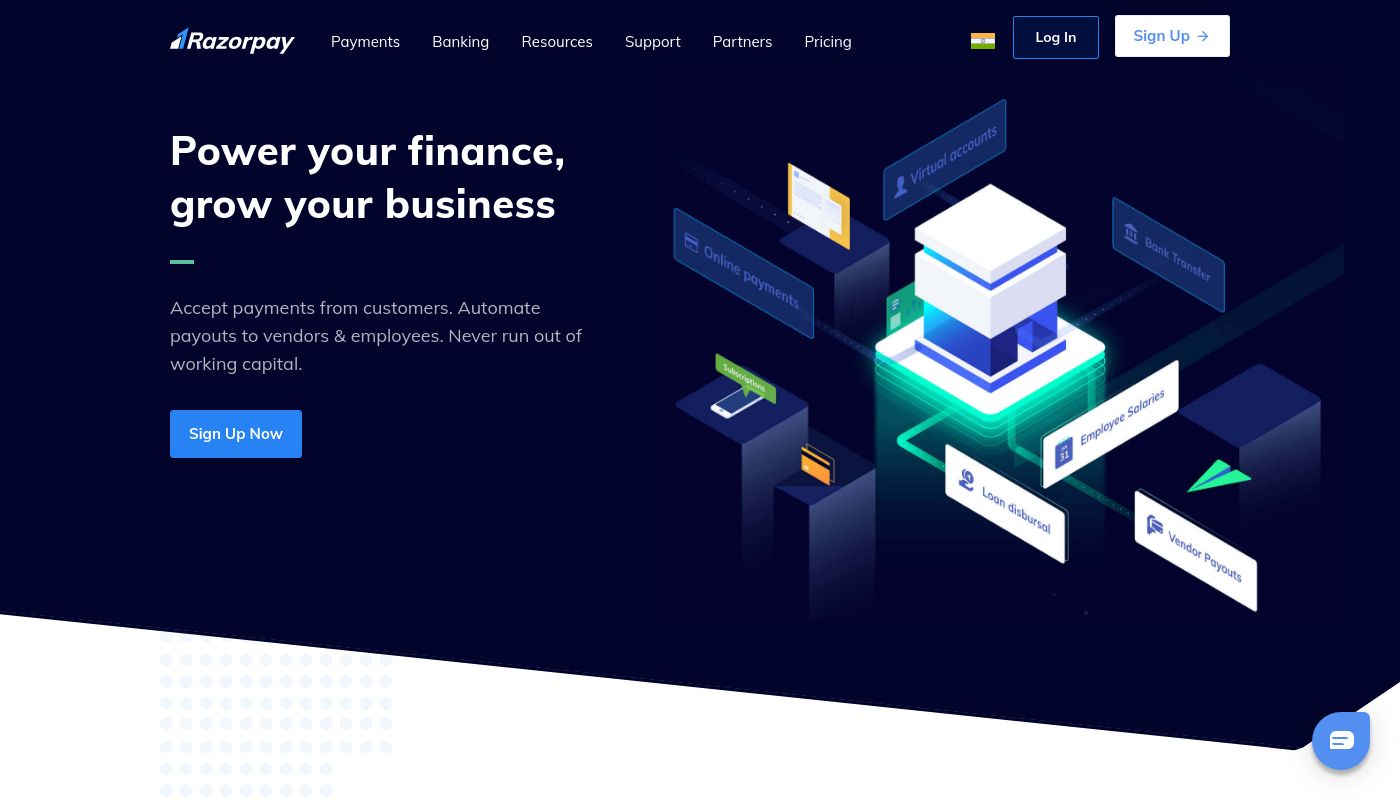 Razorpay
Payments
Banking
Resources
Support
Partners
Pricing
Log In
Sign Up
Power your finance,
grow your business
Accept payments from customers. Automate
payouts to vendors & employees. Never run out of
working capital.
Sign Up Now
Virtual accounts
Online payments
Bank Transfer
Subscriptions
Employee Salaries
31
Loan disbursal
Vendor Payouts